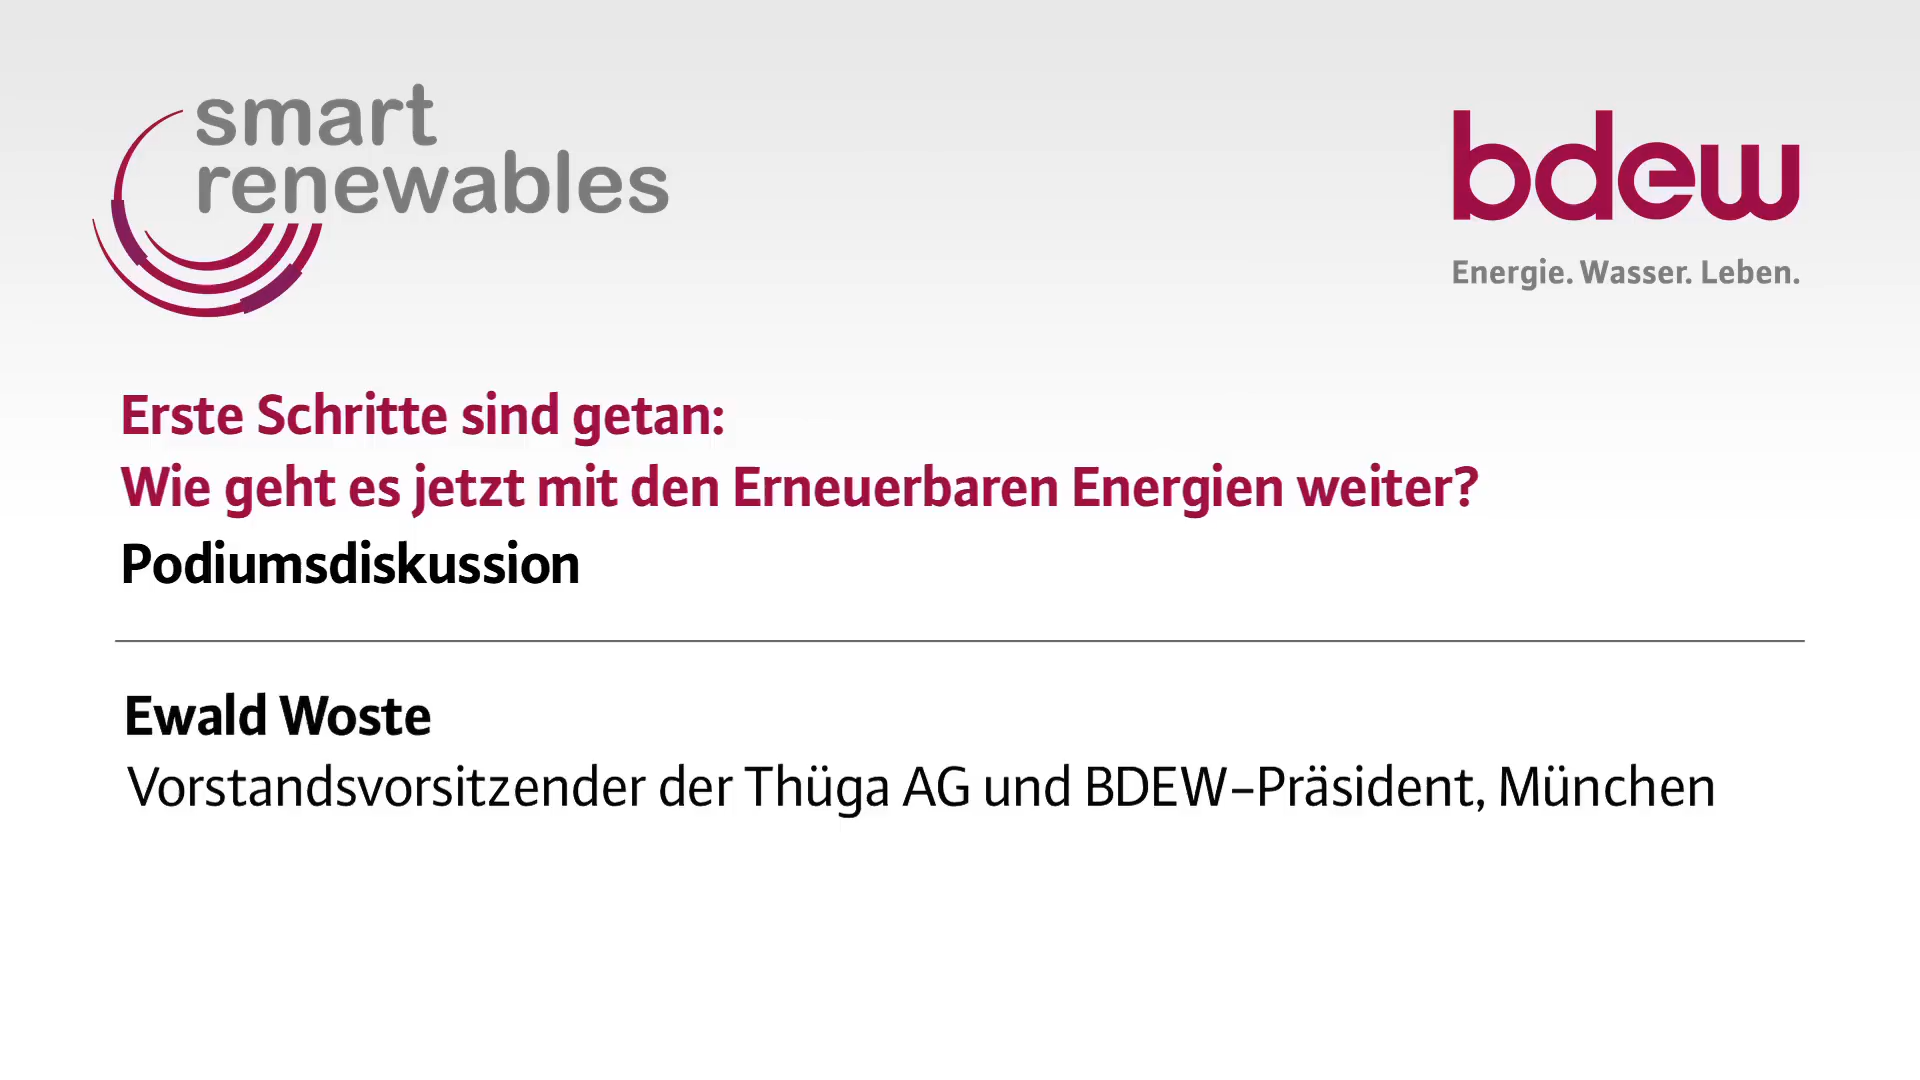 smart
renewables
bdew
Energie. Wasser. Leben.
Erste Schritte sind getan:
Wie geht es jetzt mit den Erneuerbaren Energien weiter?
Podiumsdiskussion
Ewald Woste
Vorstandsvorsitzender der Thüga AG und BDEW–Präsident, München